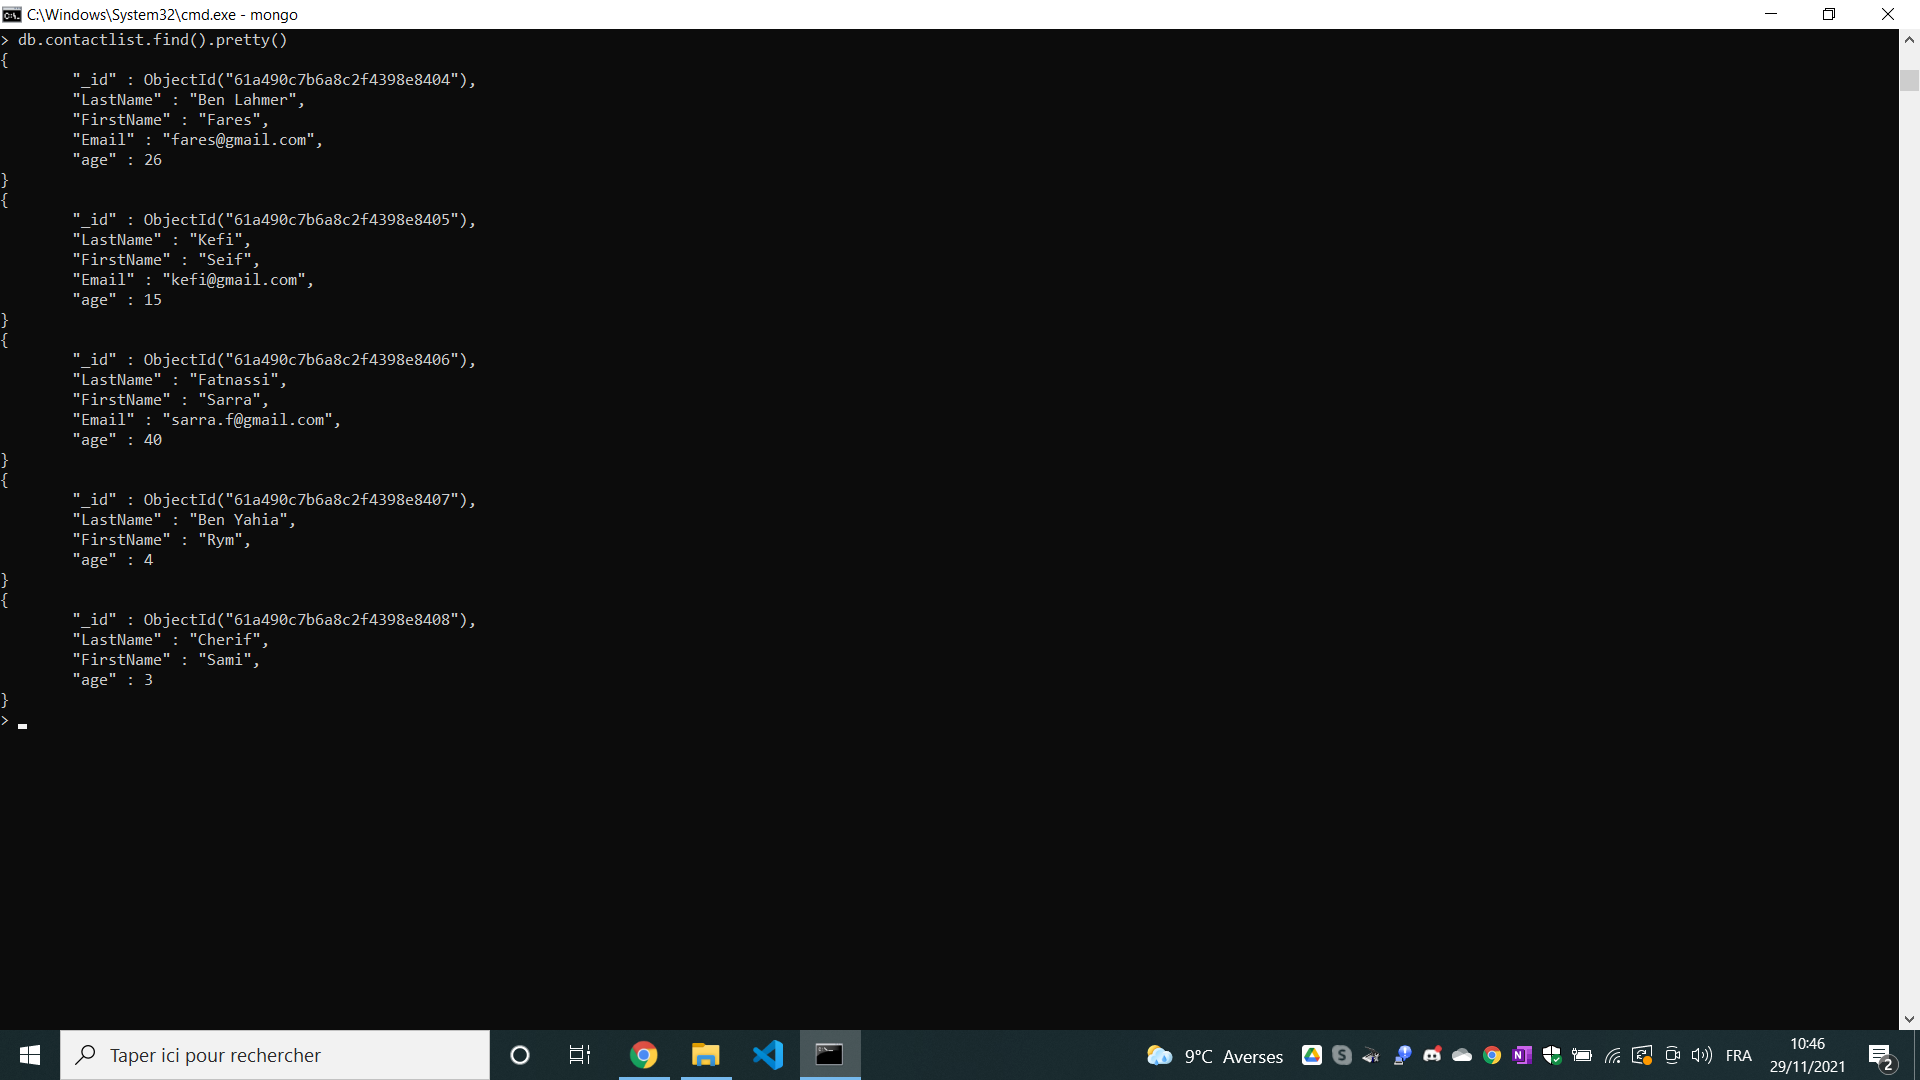 C:\Windows\System32\cmd.exe - mongo
> db.contactlist.find().pretty()
{
"_id" : ObjectId("61a490c7b6a8c2f4398e8404"),
"LastName" : "Ben Lahmer",
"FirstName" : "Fares",
"Email" : "fares@gmail.com",
"age" : 26
}
{
"_id" : ObjectId("61a490c7b6a8c2f4398e8405"),
"LastName" : "Kefi",
"FirstName" : "Seif",
"Email" : "kefi@gmail.com",
"age" : 15
}
{
"_id" : ObjectId("61a490c7b6a8c2f4398e8406"),
"LastName" : "Fatnassi",
"FirstName" : "Sarra",
"Email" : "sarra.f@gmail.com",
"age" : 40
}
{
"_id" : ObjectId("61a490c7b6a8c2f4398e8407"),
"LastName" : "Ben Yahia",
"FirstName" : "Rym",
"age" : 4
}
{
"_id" : ObjectId("61a490c7b6a8c2f4398e8408"),
"LastName" : "Cherif",
"FirstName" : "Sami",
"age" : 3
}
>
Taper ici pour rechercher
9°C Averses
FRA
10:46
29/11/2021
2